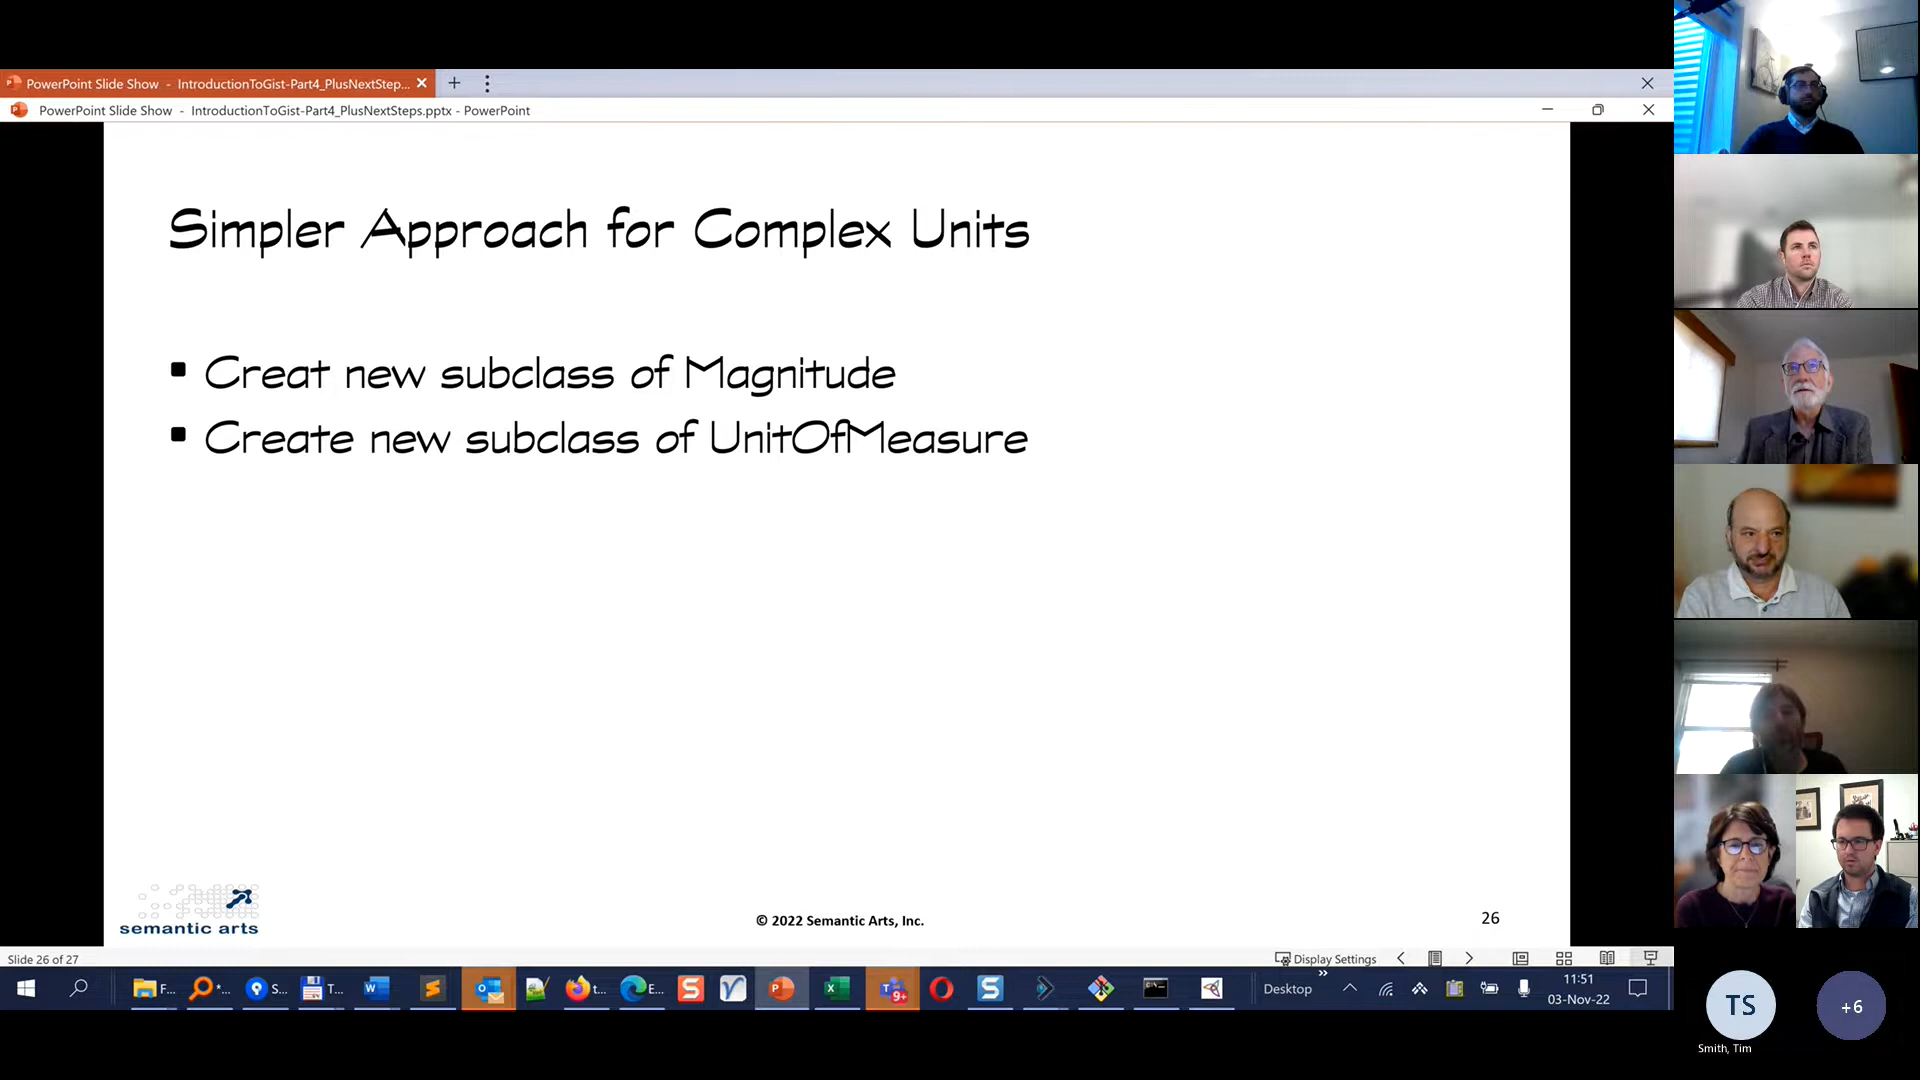 PowerPoint Slide Show - IntroductionToGist-Part4_PlusNextStep...
PowerPoint Slide Show - IntroductionToGist-Part4_PlusNextSteps.pptx - PowerPoint
Simpler Approach for Complex Units
Creat new subclass of Magnitude
Create new subclass of UnitOfMeasure
semantic arts
© 2022 Semantic Arts, Inc.
26
Slide 26 of 27
Display Settings
F...
*...
S...
T...
t...
E...
9+
Desktop
11:51
03-Nov-22
TS
+6
Smith, Tim